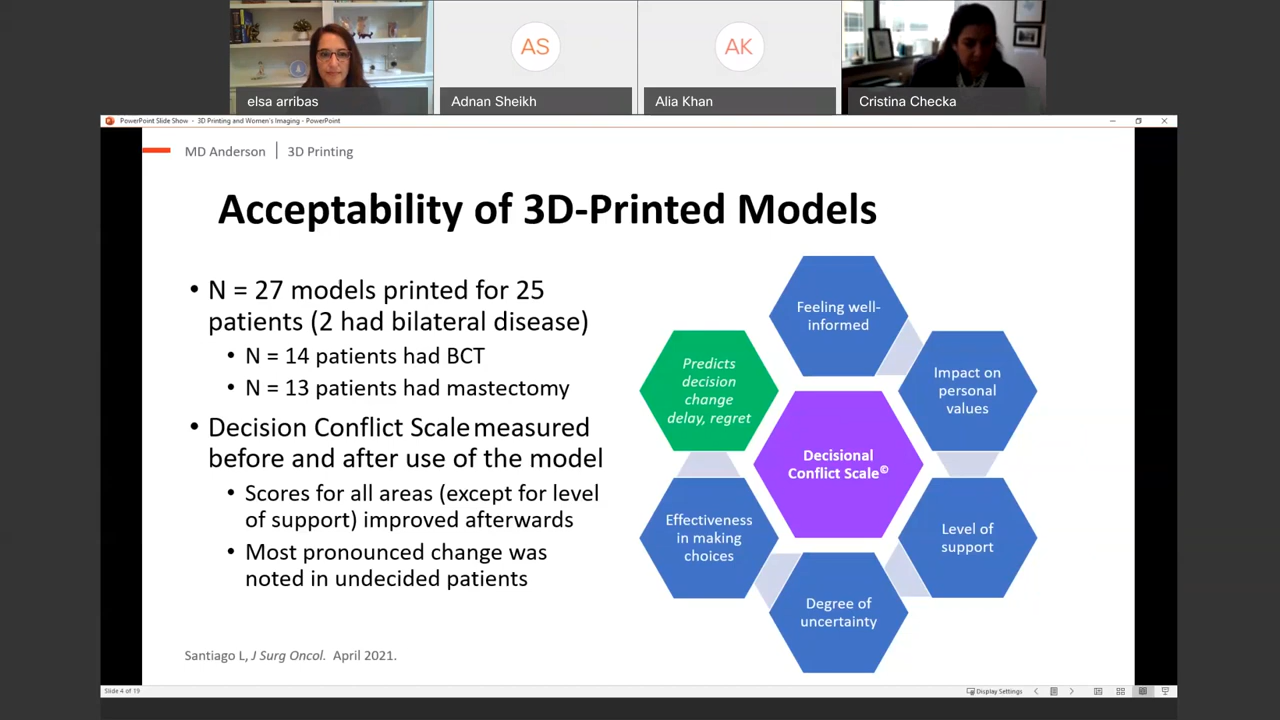 AS
AK
elsa arribas
Adnan Sheikh
Alia Khan
Cristina Checka
PowerPoint Slide Show - 3D Printing and Women's Imaging - PowerPoint
MD Anderson | 3D Printing
Acceptability of 3D-Printed Models
• N = 27 models printed for 25
patients (2 had bilateral disease)
• N = 14 patients had BCT
• N = 13 patients had mastectomy
• Decision Conflict Scale measured
before and after use of the model
• Scores for all areas (except for level
of support) improved afterwards
• Most pronounced change was
noted in undecided patients
Feeling well-
informed
Impact on
personal
values
Level of
support
Degree of
uncertainty
Effectiveness
in making
choices
Predicts
decision
change
delay, regret
Decisional
Conflict Scale©
Santiago L, J Surg Oncol. April 2021.
Slide 4 of 19
Display Settings